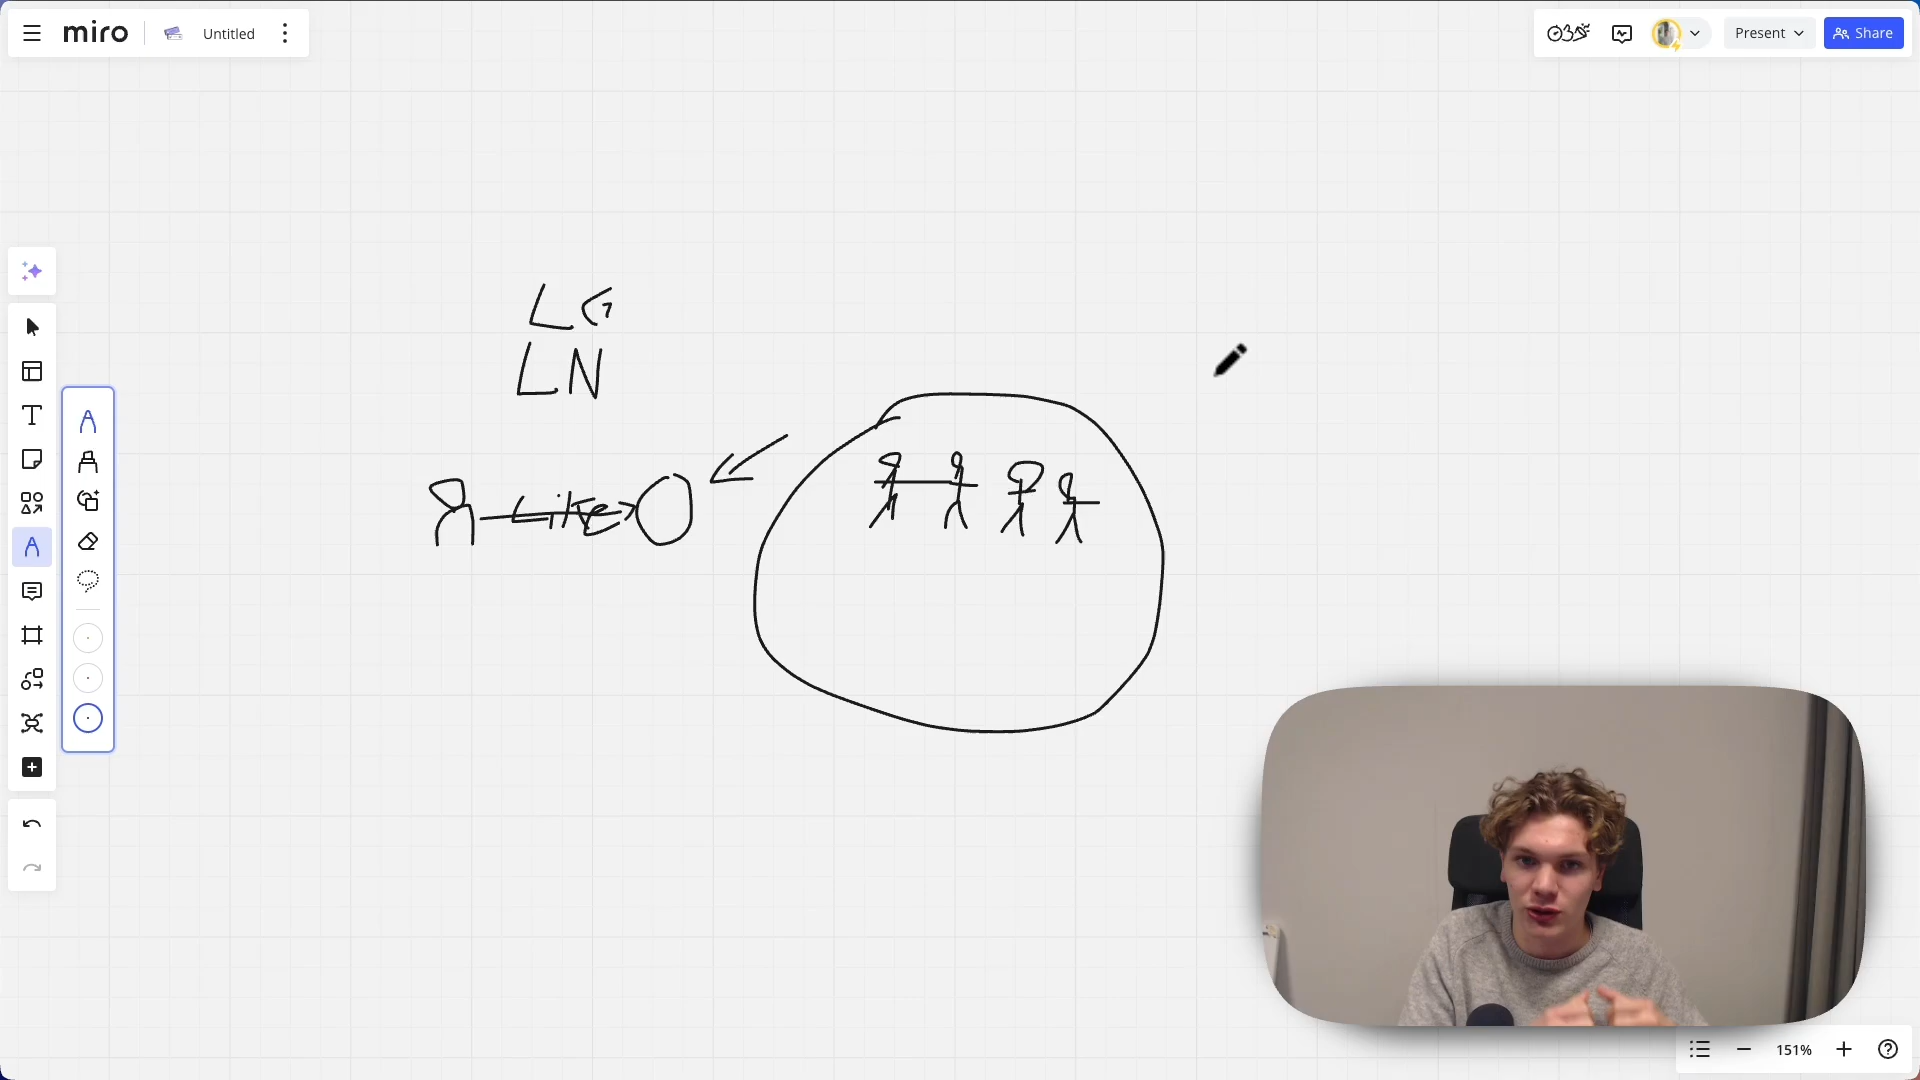 miro
Untitled
Present
Share
LG
LN
Like
151%